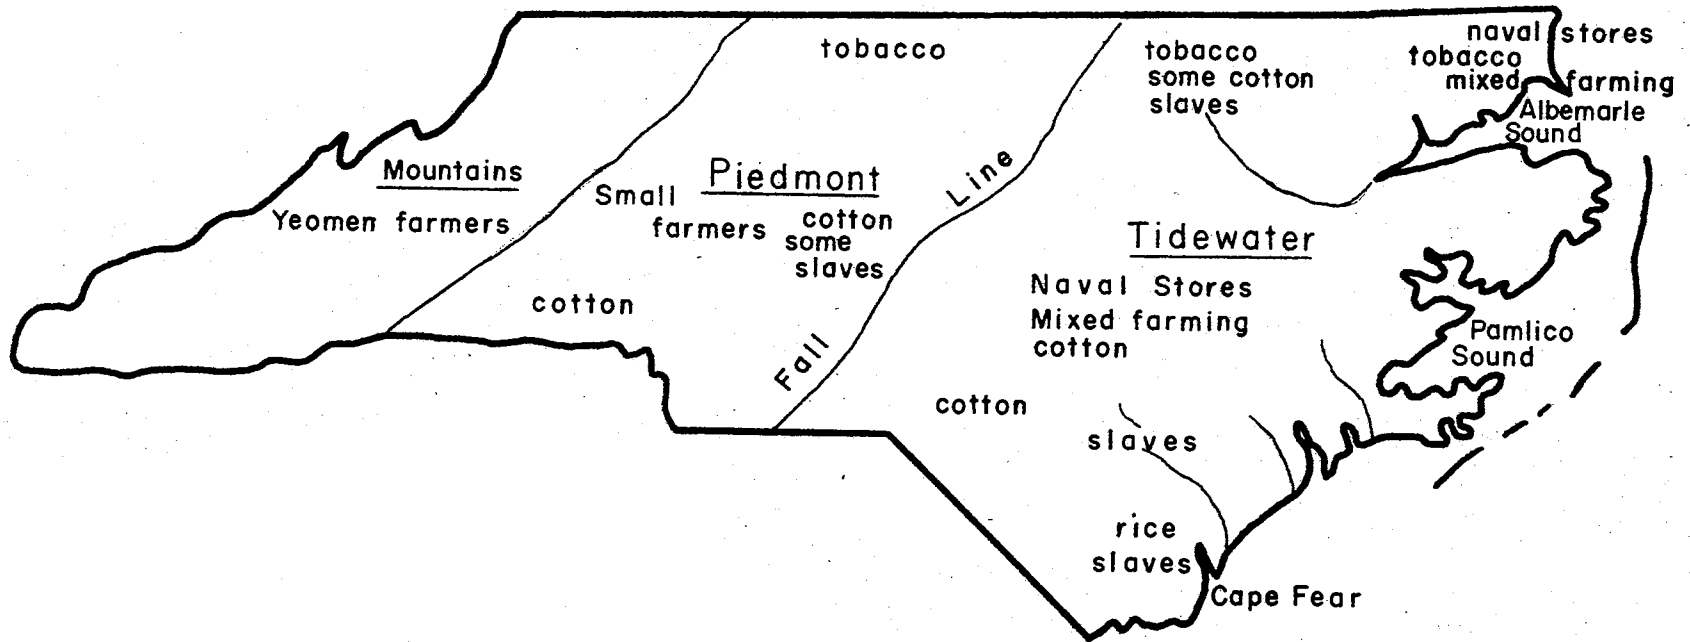 Mountains
Yeomen farmers
tobacco
Piedmont
Small
farmers
cotton
some
slaves
cotton
Fall Line
tobacco
some cotton
slaves
naval stores
tobacco
mixed farming
Albemarle
Sound
Tidewater
Naval Stores
Mixed farming
cotton
Pamlico
Sound
cotton
slaves
rice
slaves
Cape Fear